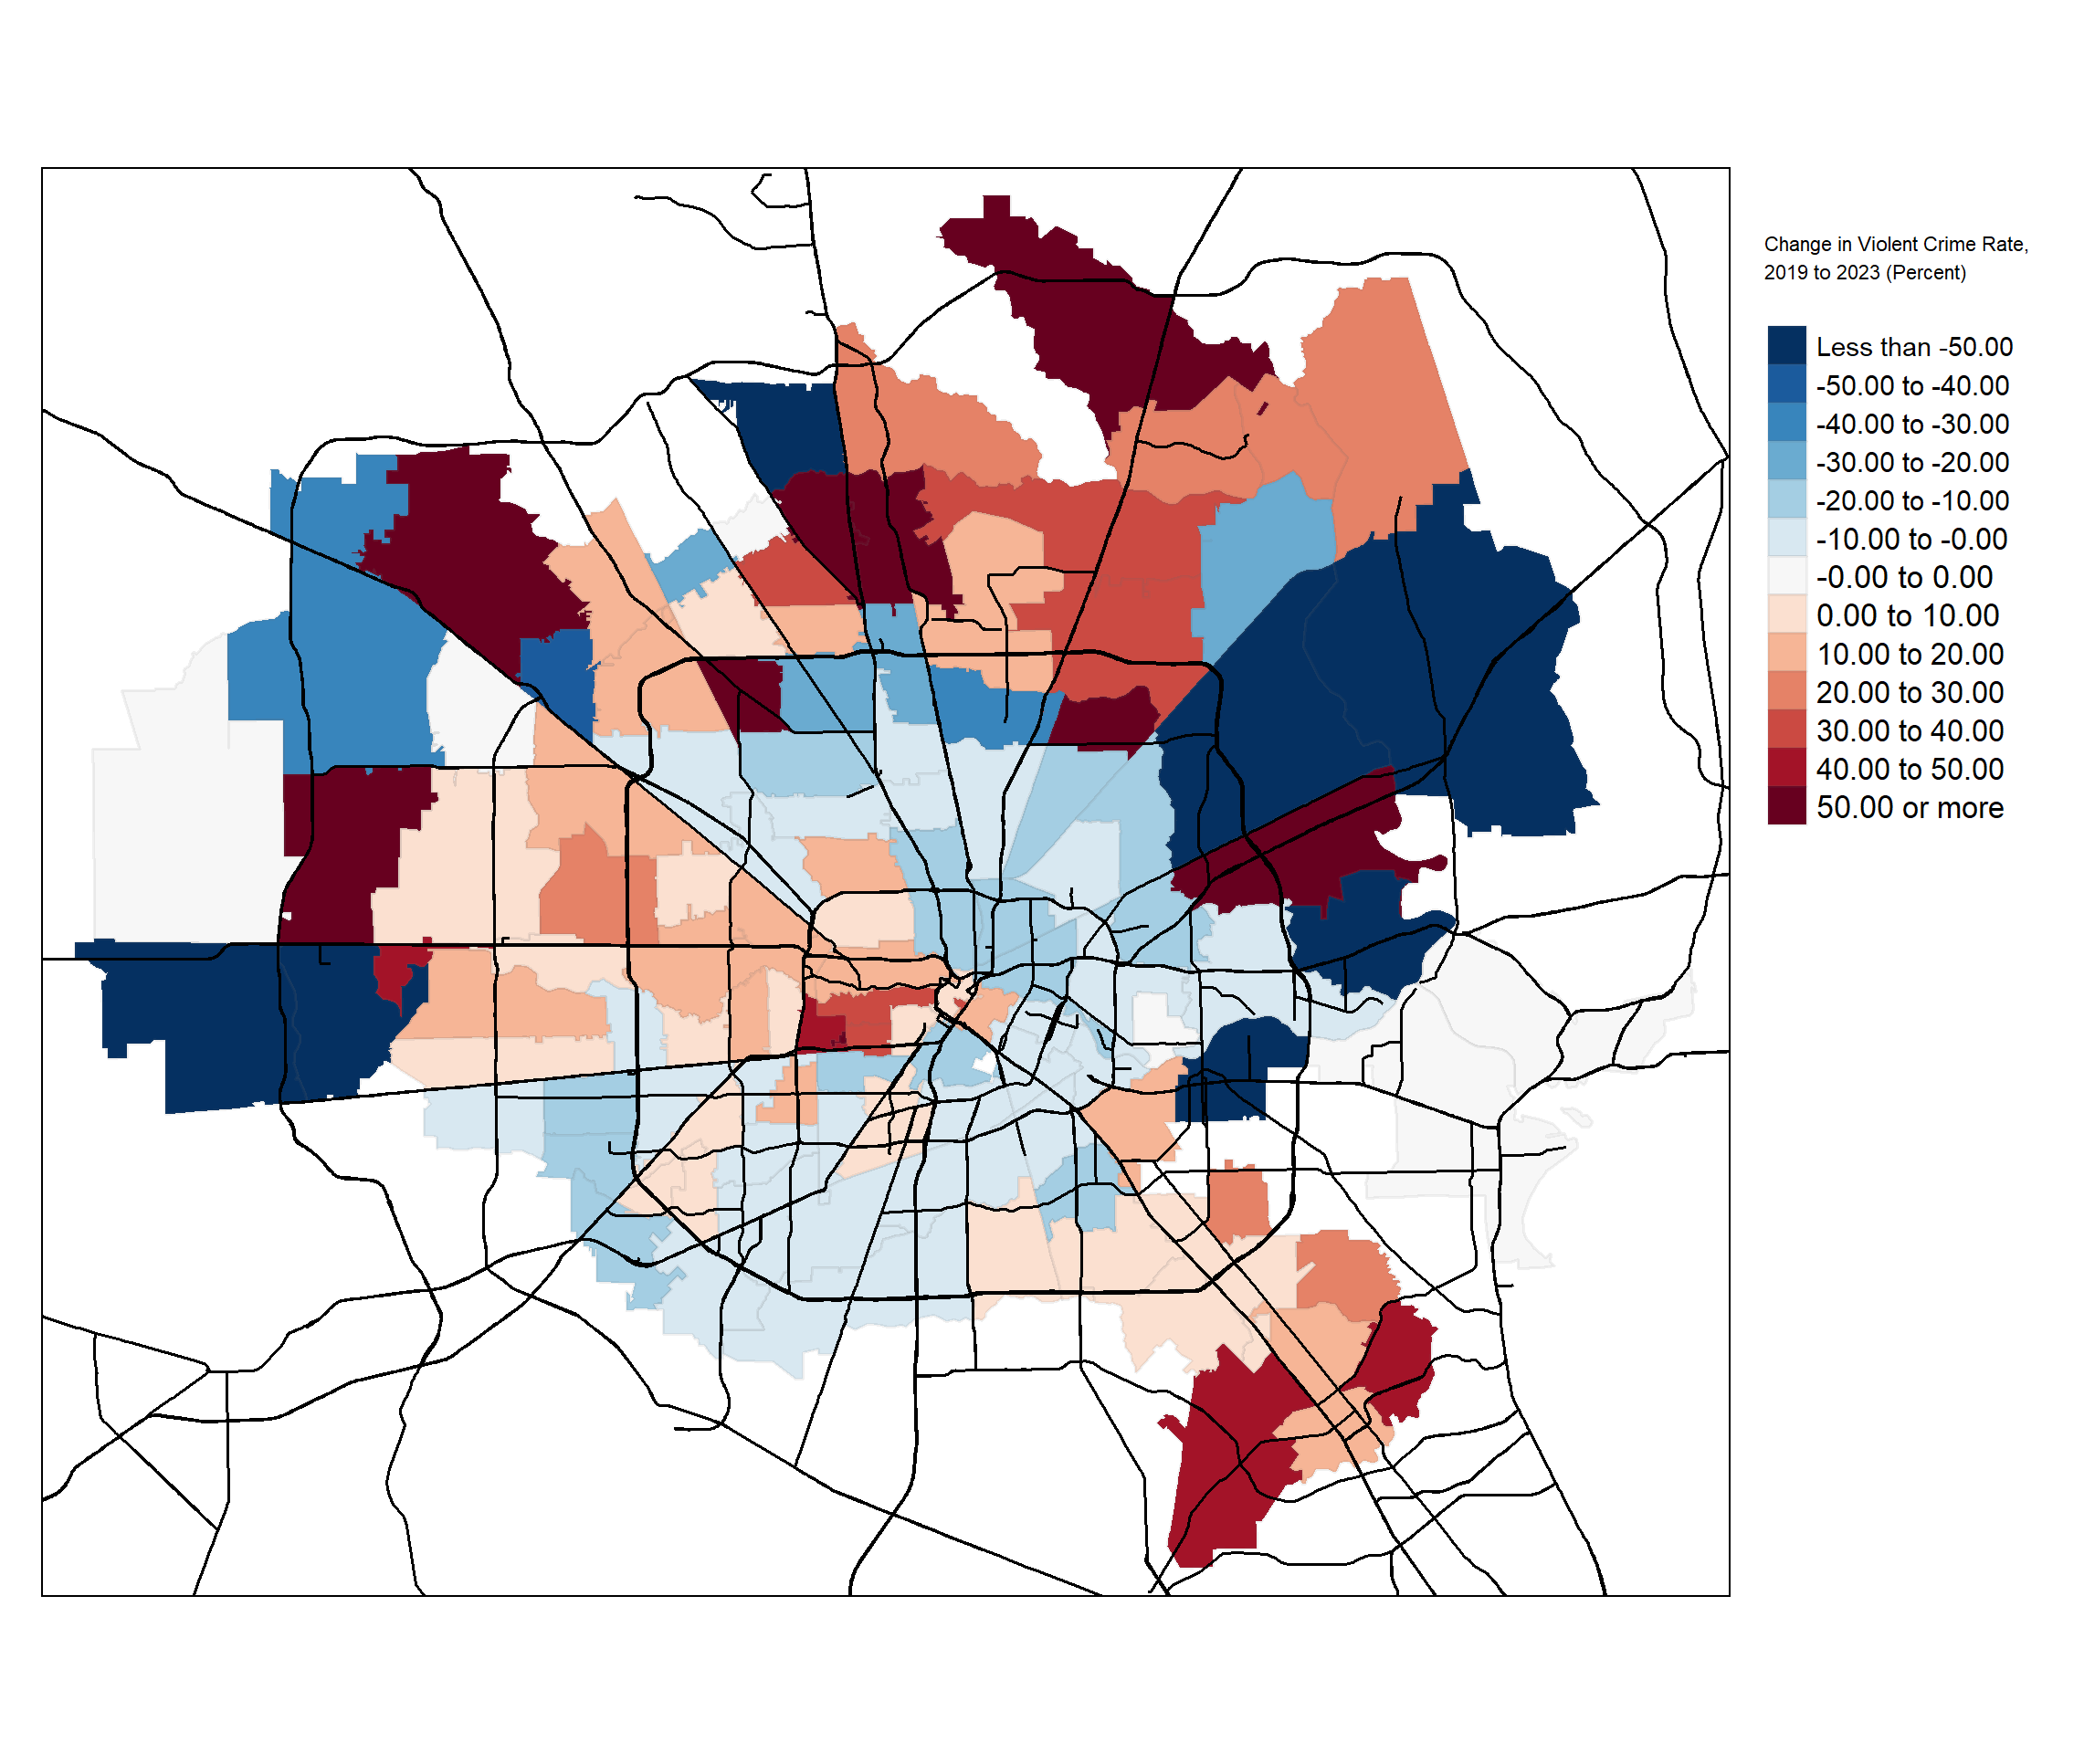 Change in Violent Crime Rate,
2019 to 2023 (Percent)
Less than -50.00
-50.00 to -40.00
-40.00 to -30.00
-30.00 to -20.00
-20.00 to -10.00
-10.00 to -0.00
-0.00 to 0.00
0.00 to 10.00
10.00 to 20.00
20.00 to 30.00
30.00 to 40.00
40.00 to 50.00
50.00 or more